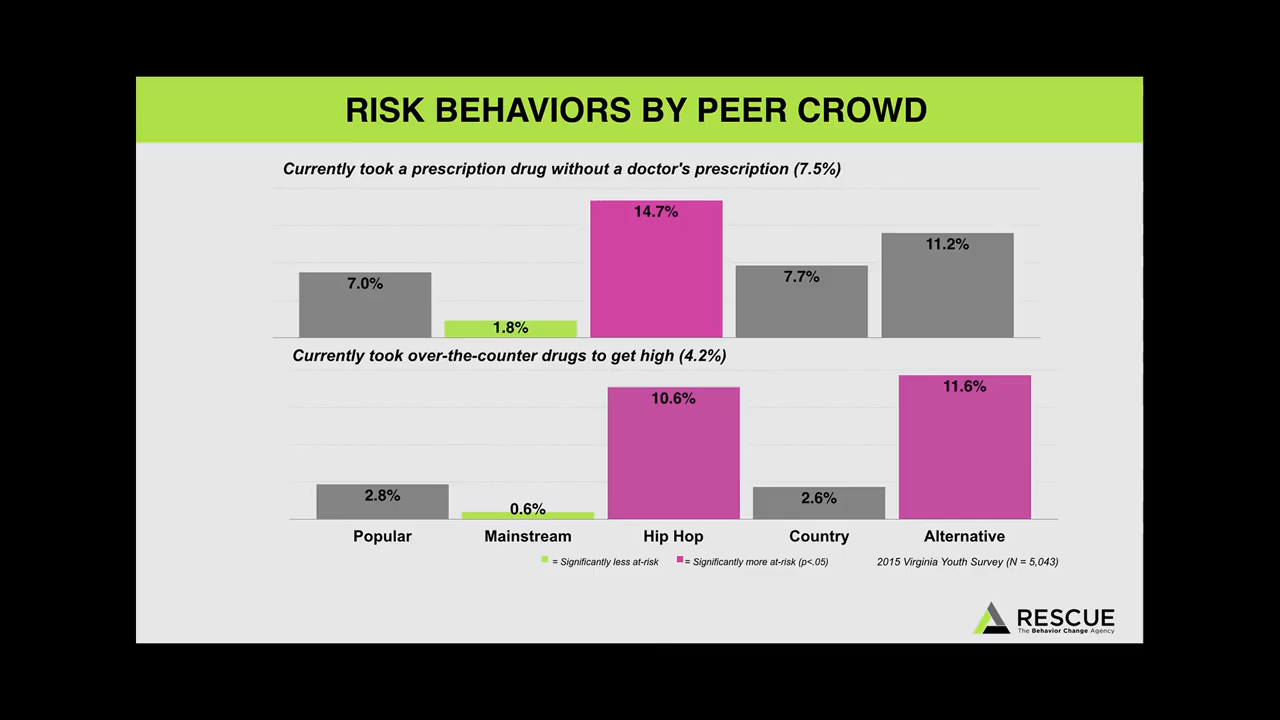 RISK BEHAVIORS BY PEER CROWD
Currently took a prescription drug without a doctor's prescription (7.5%)
7.0%
1.8%
14.7%
7.7%
11.2%
Currently took over-the-counter drugs to get high (4.2%)
2.8%
0.6%
10.6%
2.6%
11.6%
Popular
Mainstream
Hip Hop
Country
Alternative
= Significantly less at-risk
= Significantly more at-risk (p<.05)
2015 Virginia Youth Survey (N = 5,043)
RESCUE
The Behavior Change Agency